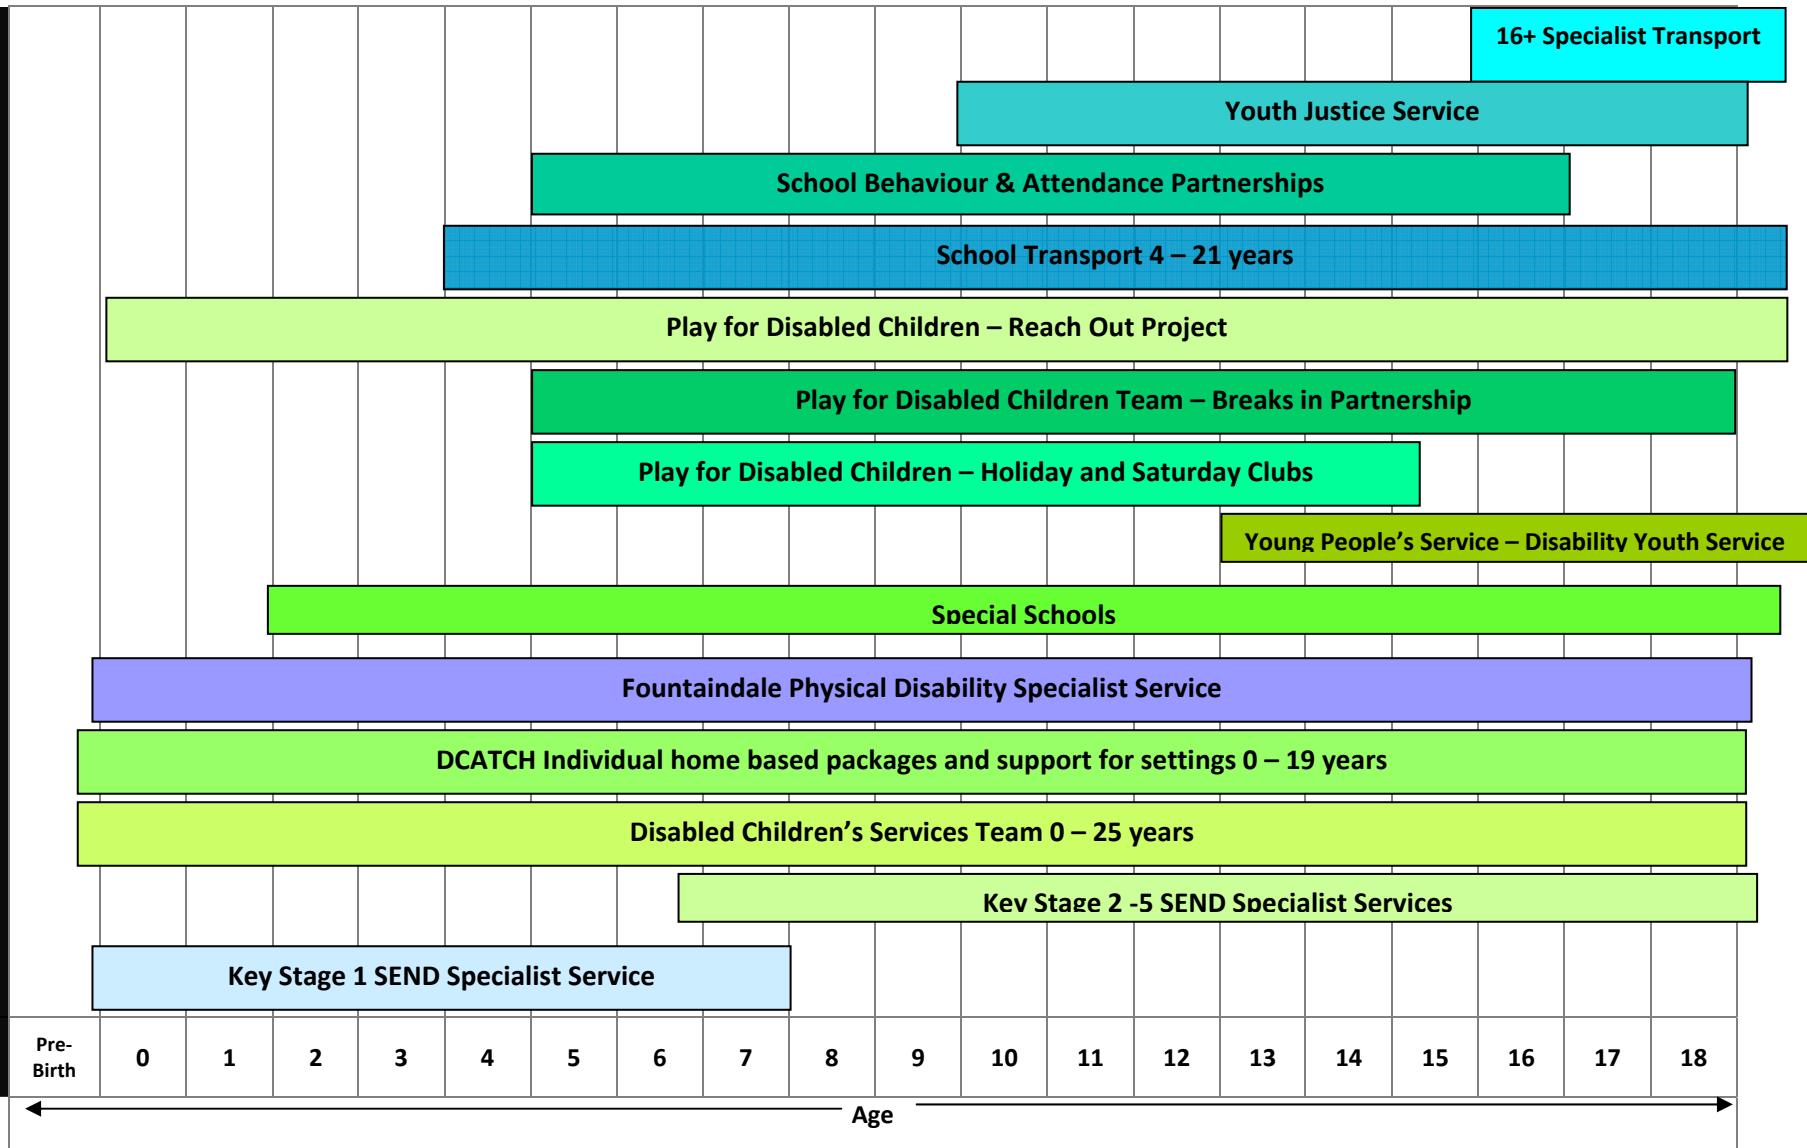 16+ Specialist Transport
Youth Justice Service
School Behaviour & Attendance Partnerships
School Transport 4 – 21 years
Play for Disabled Children – Reach Out Project
Play for Disabled Children Team – Breaks in Partnership
Play for Disabled Children – Holiday and Saturday Clubs
Young People’s Service – Disability Youth Service
Special Schools
Fountaindale Physical Disability Specialist Service
DCATCH Individual home based packages and support for settings 0 – 19 years
Disabled Children’s Services Team 0 – 25 years
Key Stage 2 -5 SEND Specialist Services
Key Stage 1 SEND Specialist Service
Pre-
Birth
0 1 2 3 4 5 6 7 8 9 10 11 12 13 14 15 16 17 18
Age